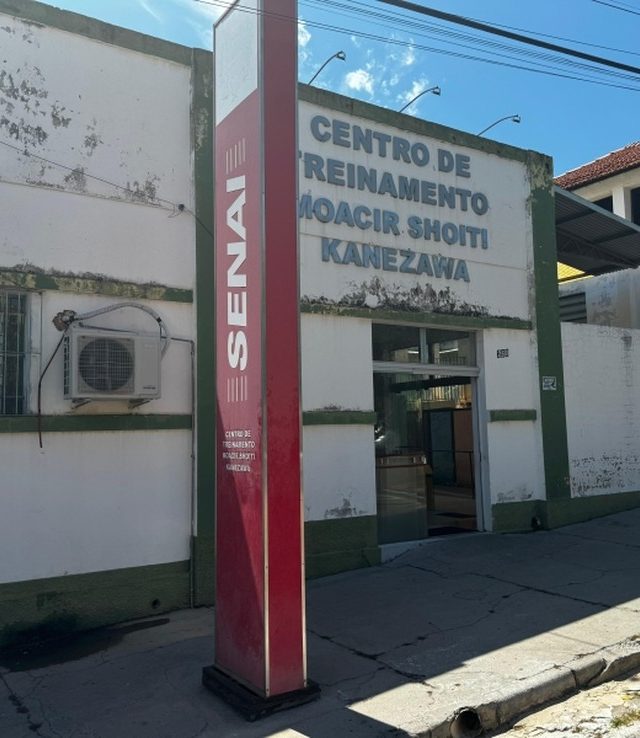 CENTRO DE
TREINAMENTO
MOACIR SHOITI
KANEZAWA
SENAI
CENTRO DE
TREINAMENTO
MOACIR SHOITI
KANEZAWA